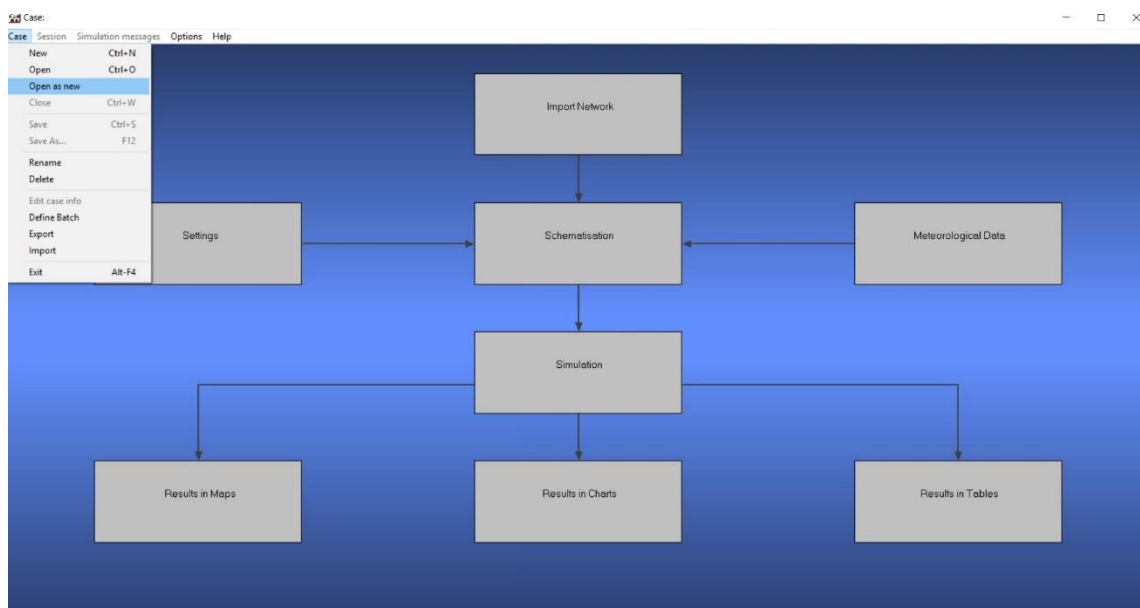 Case:
Case Session Simulation messages Options Help
New Ctrl+N
Open Ctrl+O
Open as new
Close Ctrl+W
Save Ctrl+S
Save As... F12
Rename
Delete
Edit case info
Define Batch
Export
Import
Exit Alt-F4
Import Network
Settings
Schematisation
Meteorological Data
Simulation
Results in Maps
Results in Charts
Results in Tables